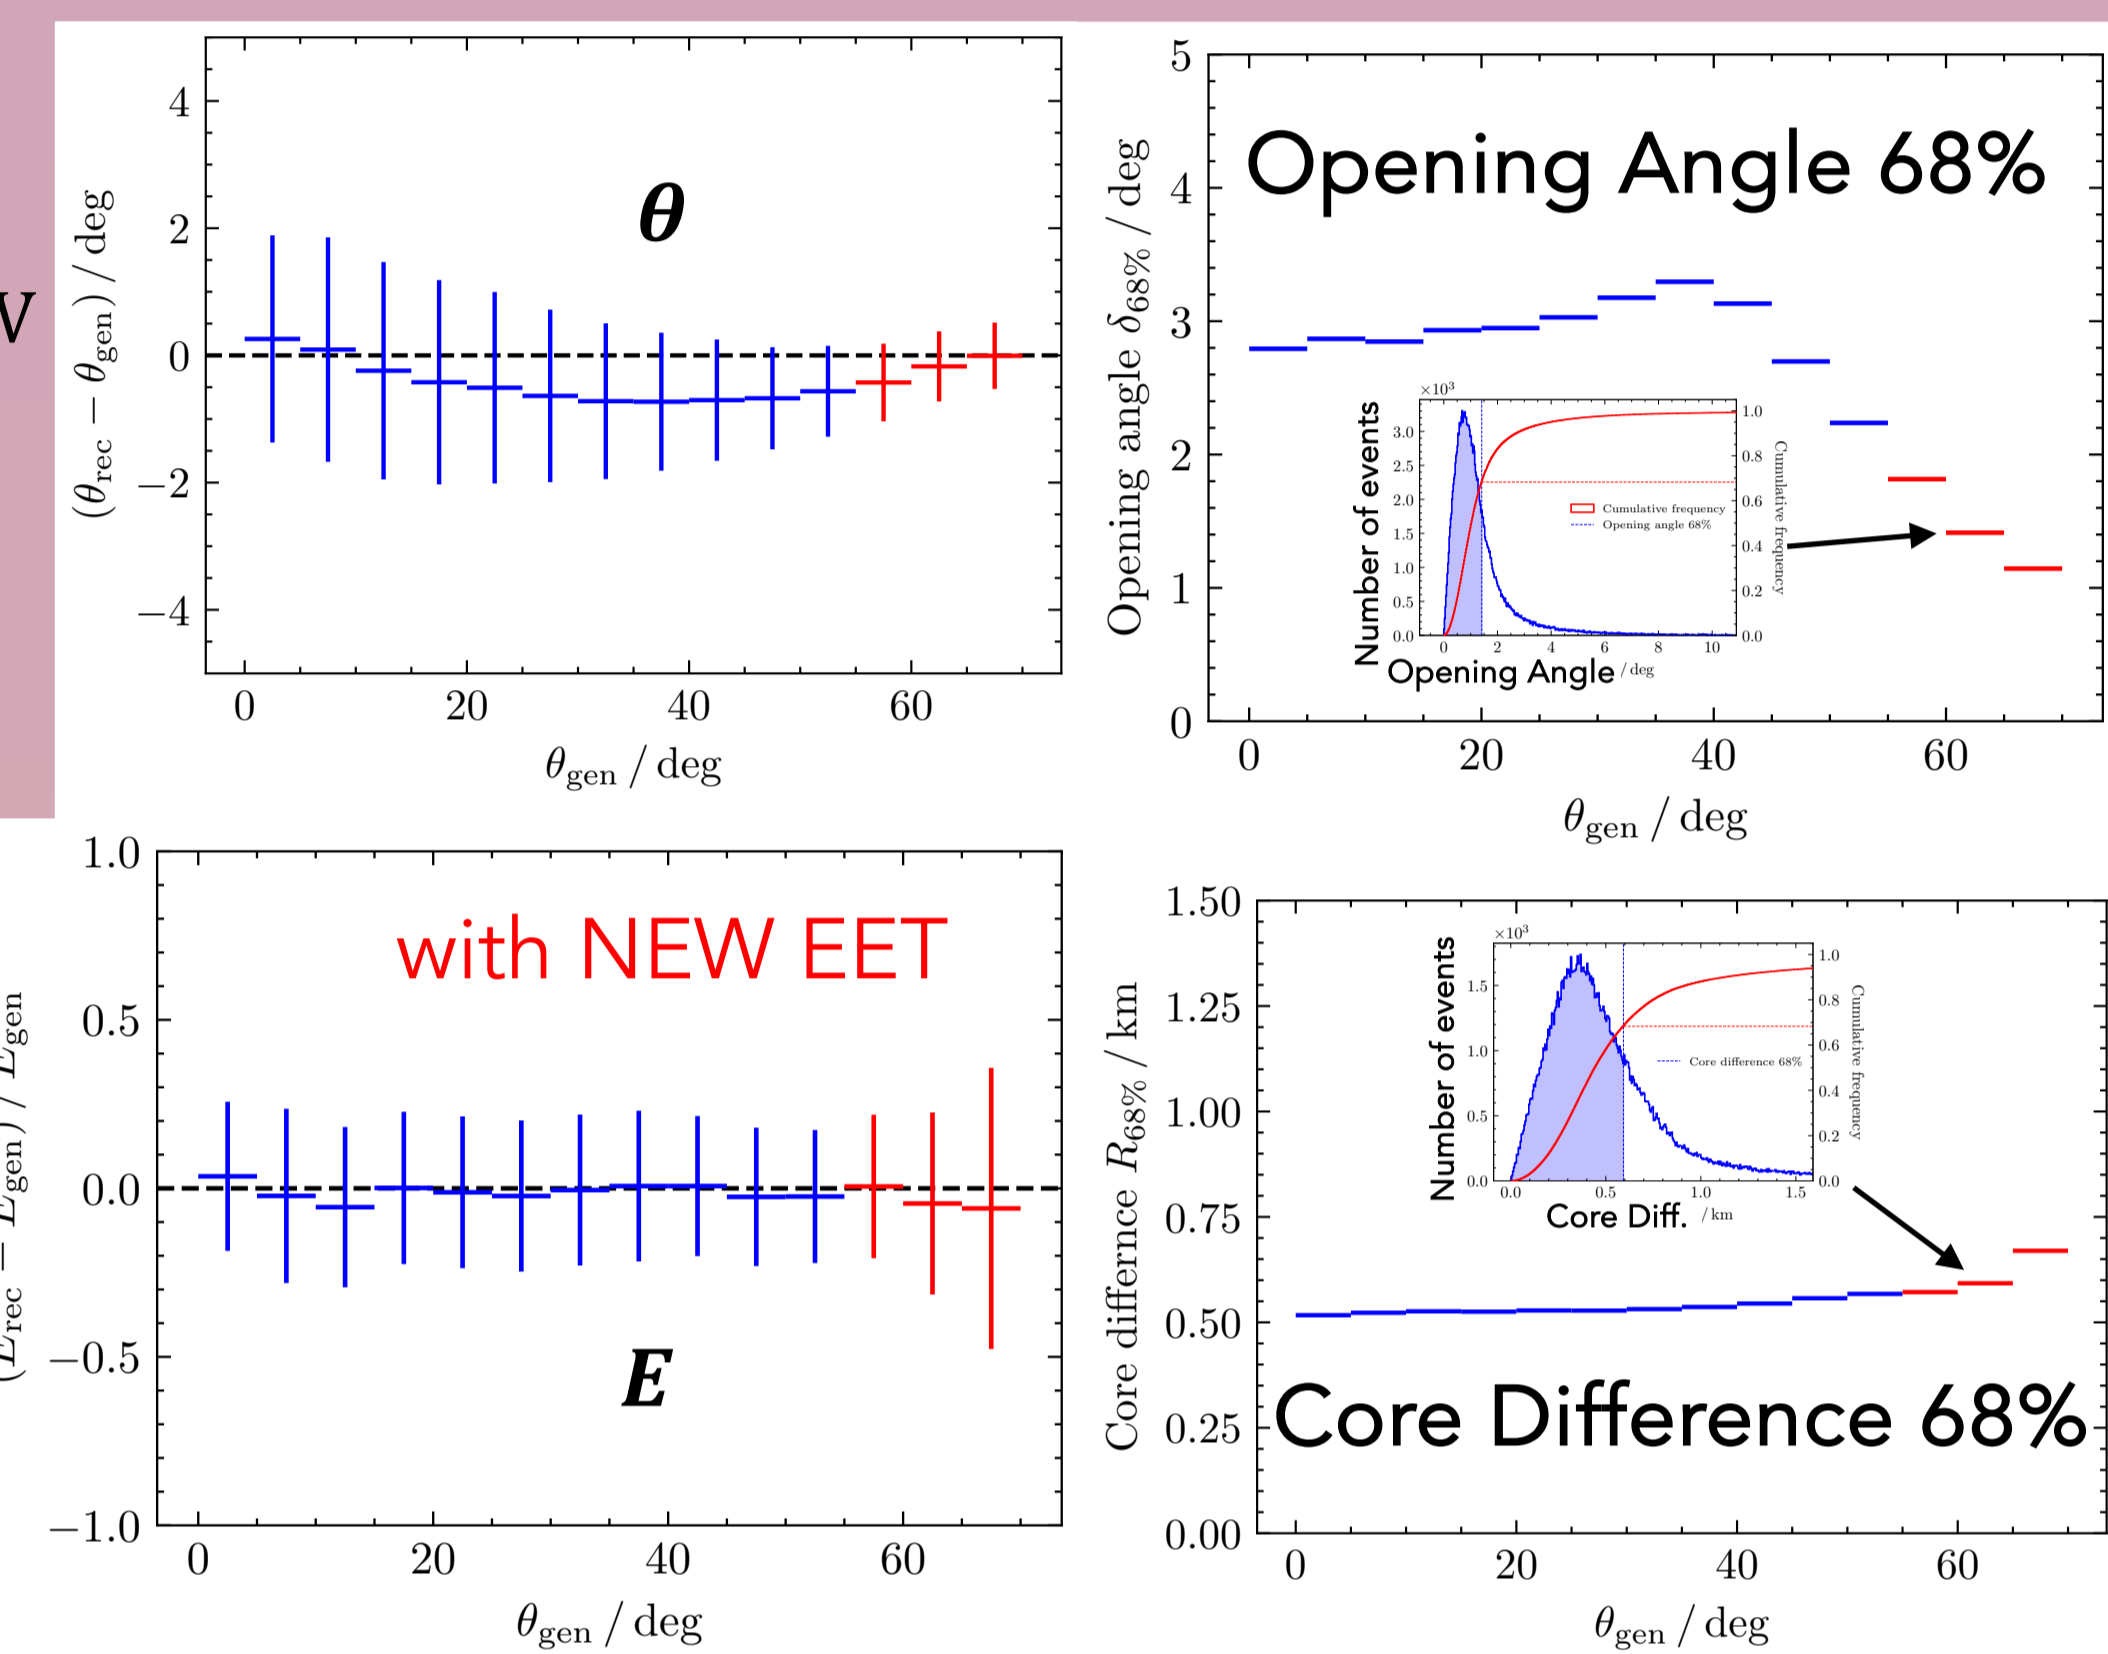 V
4
2
0
−2
−4
(θrec − θgen) / deg
θ
0 20 40 60
θgen / deg
5
4
3
2
1
0
Opening angle δ68% / deg
Opening Angle 68%
×10³
3.0
2.5
2.0
1.5
1.0
0.5
0.0
Number of events
1.0
0.8
0.6
0.4
0.2
0.0
Cumulative frequency
Cumulative frequency
Opening angle 68%
0 2 4 6 8 10
Opening Angle / deg
0 20 40 60
θgen / deg
1.0
0.5
0.0
−0.5
−1.0
(Erec − Egen) / Egen
with NEW EET
E
0 20 40 60
θgen / deg
1.50
1.25
1.00
0.75
0.50
0.25
0.00
Core differnce R68% / km
×10³
1.5
1.0
0.5
0.0
Number of events
1.0
0.8
0.6
0.4
0.2
0.0
Cumulative frequency
Core difference 68%
0.0 0.5 1.0 1.5
Core Diff. / km
Core Difference 68%
0 20 40 60
θgen / deg